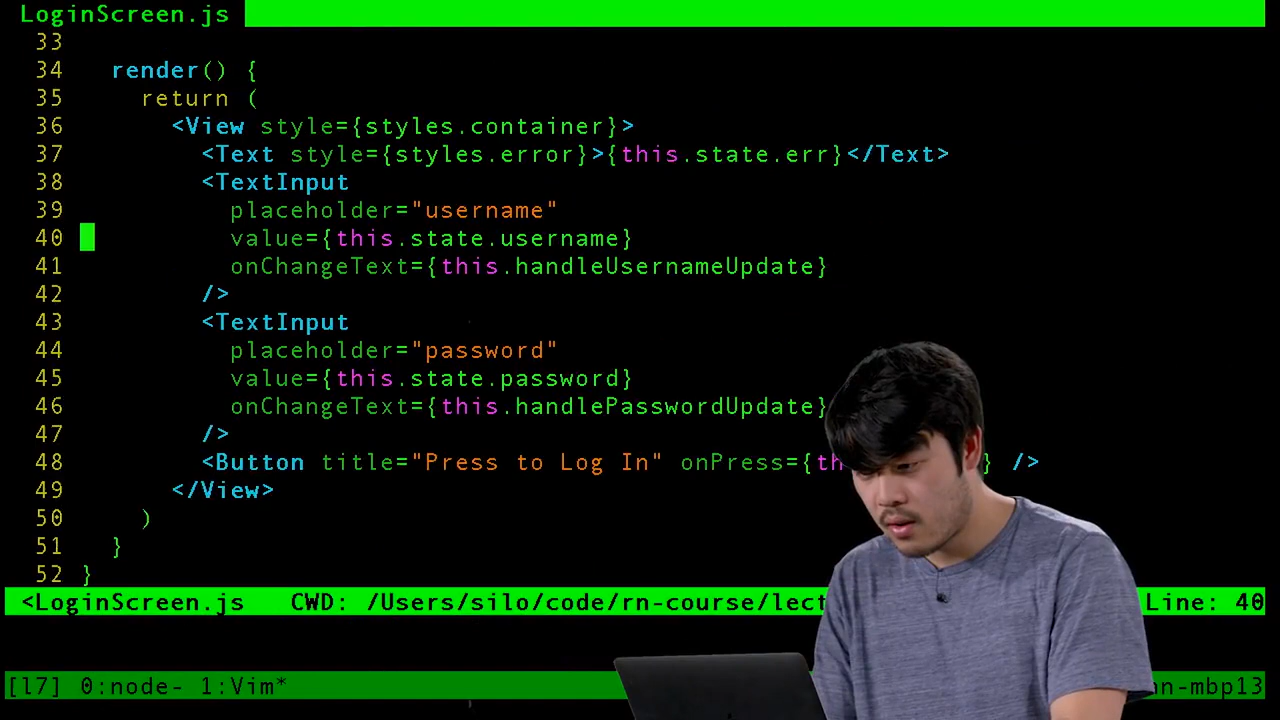 LoginScreen.js
33
34 render() {
35 return (
36 <View style={styles.container}>
37 <Text style={styles.error}>{this.state.err}</Text>
38 <TextInput
39 placeholder="username"
40 value={this.state.username}
41 onChangeText={this.handleUsernameUpdate}
42 />
43 <TextInput
44 placeholder="password"
45 value={this.state.password}
46 onChangeText={this.handlePasswordUpdate}
47 />
48 <Button title="Press to Log In" onPress={ } />
49 </View>
50 )
51 }
52 }
<LoginScreen.js CWD: /Users/silo/code/rn-course/ Line: 40
[l7] 0:node- 1:Vim* -mbp13